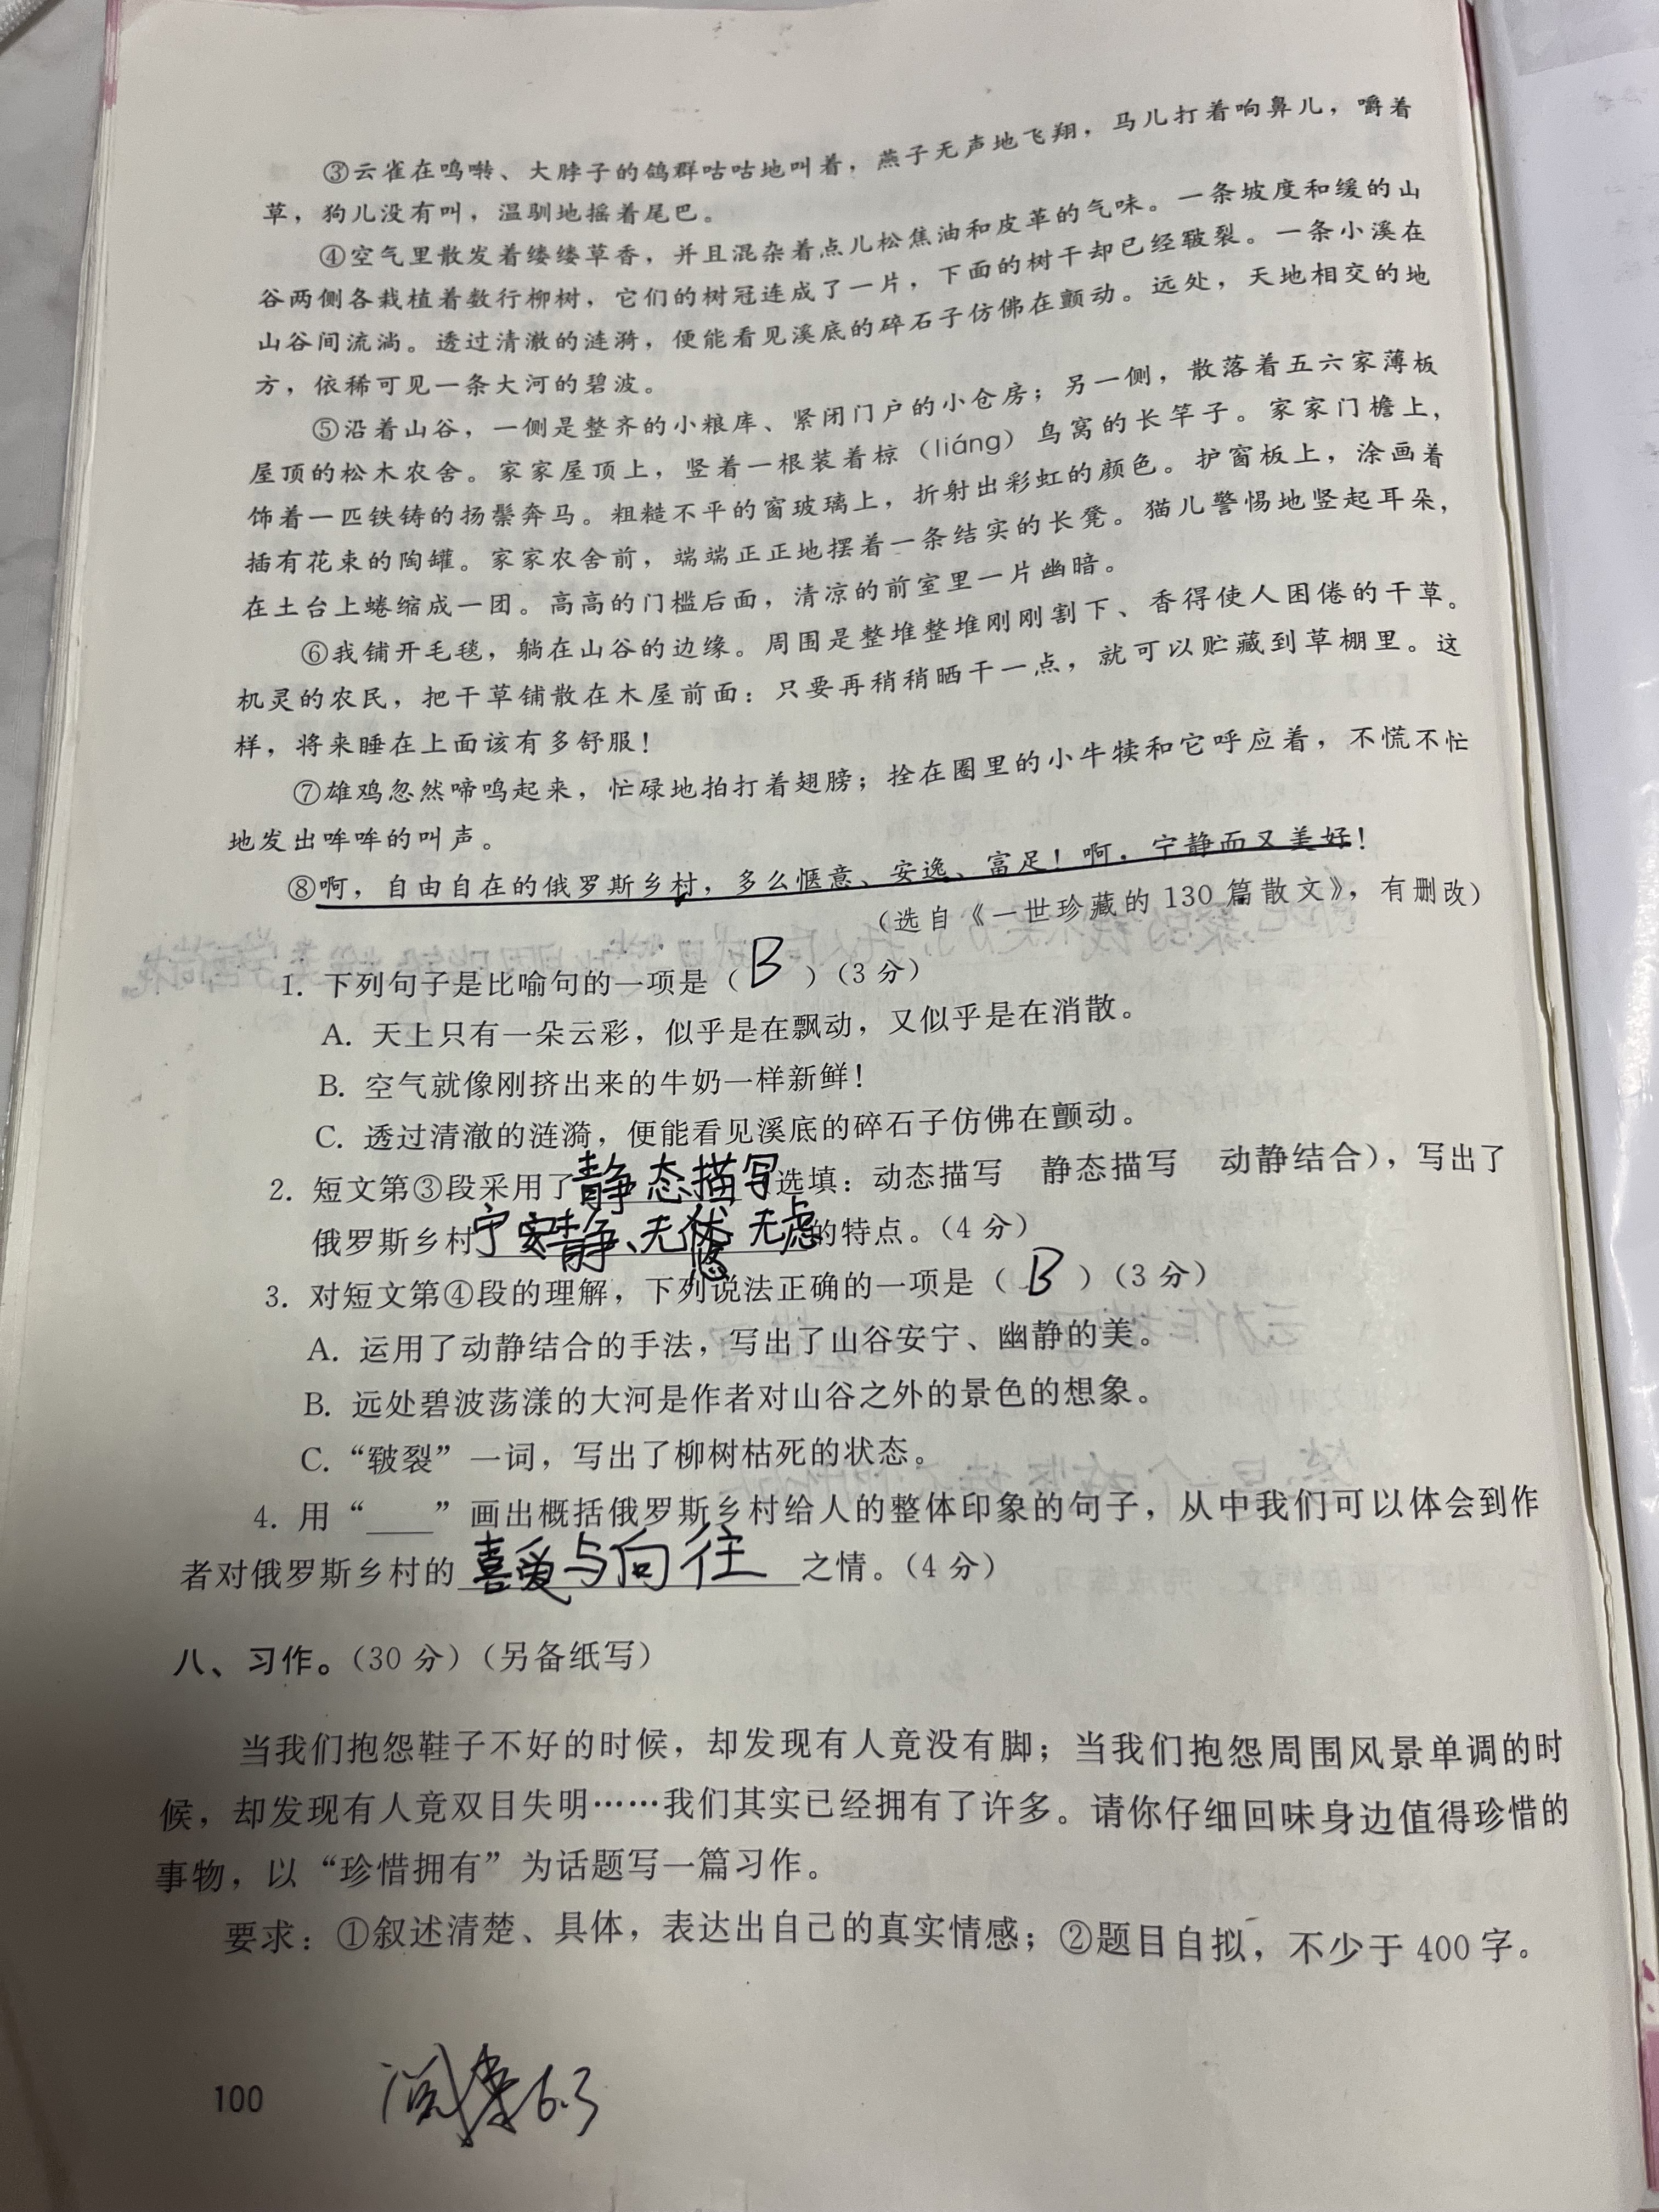 ③云雀在鸣啭、大脖子的鸽群咕咕地叫着，燕子无声地飞翔，马儿打着响鼻儿，嚼着
草，狗儿没有叫，温驯地摇着尾巴。
④空气里散发着缕缕草香，并且混杂着点儿松焦油和皮革的气味。一条坡度和缓的山
谷两侧各栽植着数行柳树，它们的树冠连成了一片，下面的树干却已经皲裂。一条小溪在
山谷间流淌。透过清澈的涟漪，便能看见溪底的碎石子仿佛在颤动。远处，天地相交的地
方，依稀可见一条大河的碧波。
⑤沿着山谷，一侧是整齐的小粮库、紧闭门户的小仓房；另一侧，散落着五六家薄板
屋顶的松木农舍。家家屋顶上，竖着一根装着椋（liáng）鸟窝的长竿子。家家门檐上，
饰着一匹铁铸的扬鬃奔马。粗糙不平的窗玻璃上，折射出彩虹的颜色。护窗板上，涂画着
插有花束的陶罐。家家农舍前，端端正正地摆着一条结实的长凳。猫儿警惕地竖起耳朵，
在土台上蜷缩成一团。高高的门槛后面，清凉的前室里一片幽暗。
⑥我铺开毛毯，躺在山谷的边缘。周围是整堆整堆刚刚割下、香得使人困倦的干草。
机灵的农民，把干草铺散在木屋前面：只要再稍稍晒干一点，就可以贮藏到草棚里。这
样，将来睡在上面该有多舒服！
⑦雄鸡忽然啼鸣起来，忙碌地拍打着翅膀；拴在圈里的小牛犊和它呼应着，不慌不忙
地发出哞哞的叫声。
⑧啊，自由自在的俄罗斯乡村，多么惬意、安逸、富足！啊，宁静而又美好！
（选自《一世珍藏的130篇散文》，有删改）
1. 下列句子是比喻句的一项是（ B ）（3分）
A. 天上只有一朵云彩，似乎是在飘动，又似乎是在消散。
B. 空气就像刚挤出来的牛奶一样新鲜！
C. 透过清澈的涟漪，便能看见溪底的碎石子仿佛在颤动。
2. 短文第③段采用了静态描写选填：动态描写 静态描写 动静结合），写出了
俄罗斯乡村宁安静、无忧无虑的特点。（4分）
3. 对短文第④段的理解，下列说法正确的一项是（ B ）（3分）
A. 运用了动静结合的手法，写出了山谷安宁、幽静的美。
B. 远处碧波荡漾的大河是作者对山谷之外的景色的想象。
C. “皲裂”一词，写出了柳树枯死的状态。
4. 用“____”画出概括俄罗斯乡村给人的整体印象的句子，从中我们可以体会到作
者对俄罗斯乡村的喜爱与向往之情。（4分）
八、习作。（30分）（另备纸写）
当我们抱怨鞋子不好的时候，却发现有人竟没有脚；当我们抱怨周围风景单调的时
候，却发现有人竟双目失明……我们其实已经拥有了许多。请你仔细回味身边值得珍惜的
事物，以“珍惜拥有”为话题写一篇习作。
要求：①叙述清楚、具体，表达出自己的真实情感；②题目自拟，不少于400字。
100
6.3